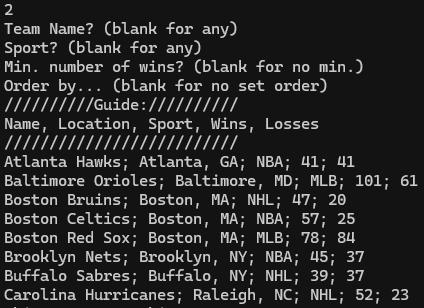 2
Team Name? (blank for any)
Sport? (blank for any)
Min. number of wins? (blank for no min.)
Order by... (blank for no set order)
//////////Guide://////////
Name, Location, Sport, Wins, Losses
//////////////////////////
Atlanta Hawks; Atlanta, GA; NBA; 41; 41
Baltimore Orioles; Baltimore, MD; MLB; 101; 61
Boston Bruins; Boston, MA; NHL; 47; 20
Boston Celtics; Boston, MA; NBA; 57; 25
Boston Red Sox; Boston, MA; MLB; 78; 84
Brooklyn Nets; Brooklyn, NY; NBA; 45; 37
Buffalo Sabres; Buffalo, NY; NHL; 39; 37
Carolina Hurricanes; Raleigh, NC; NHL; 52; 23